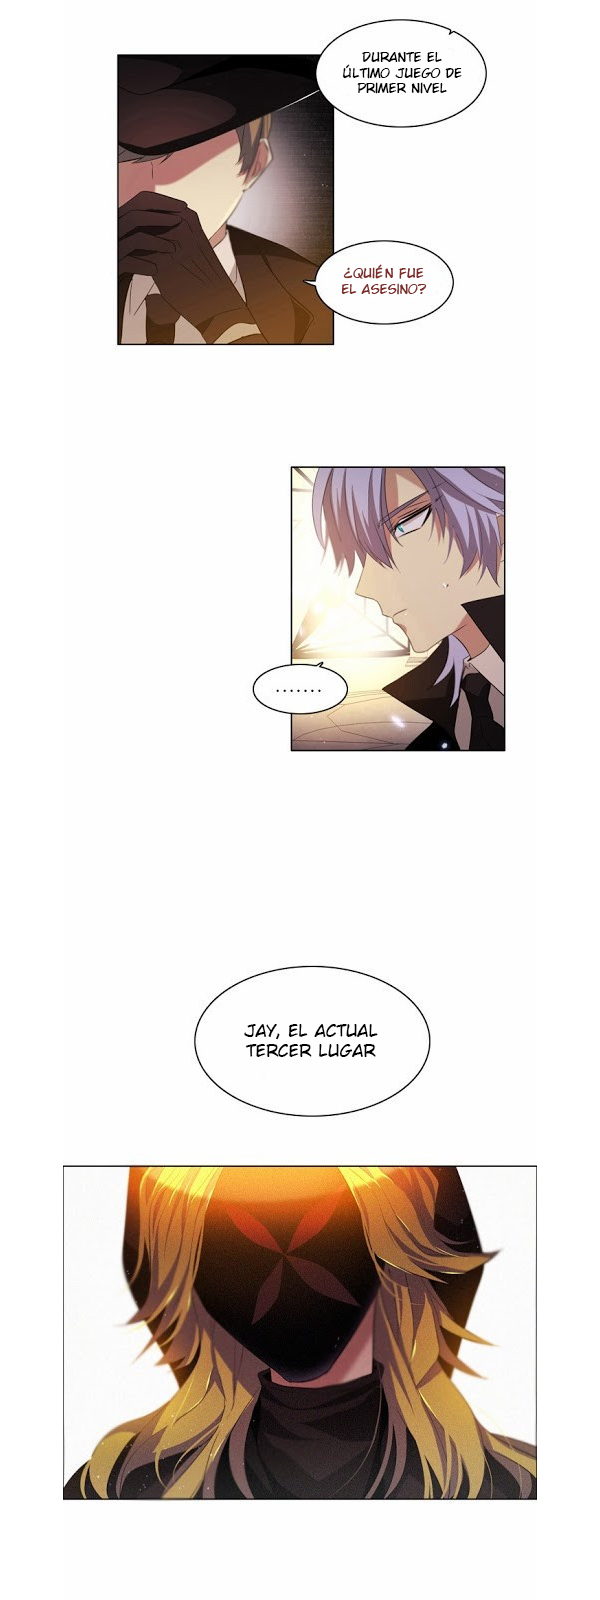 DURANTE EL
ÚLTIMO JUEGO DE
PRIMER NIVEL
¿QUIÉN FUE
EL ASESINO?
.......
JAY, EL ACTUAL
TERCER LUGAR